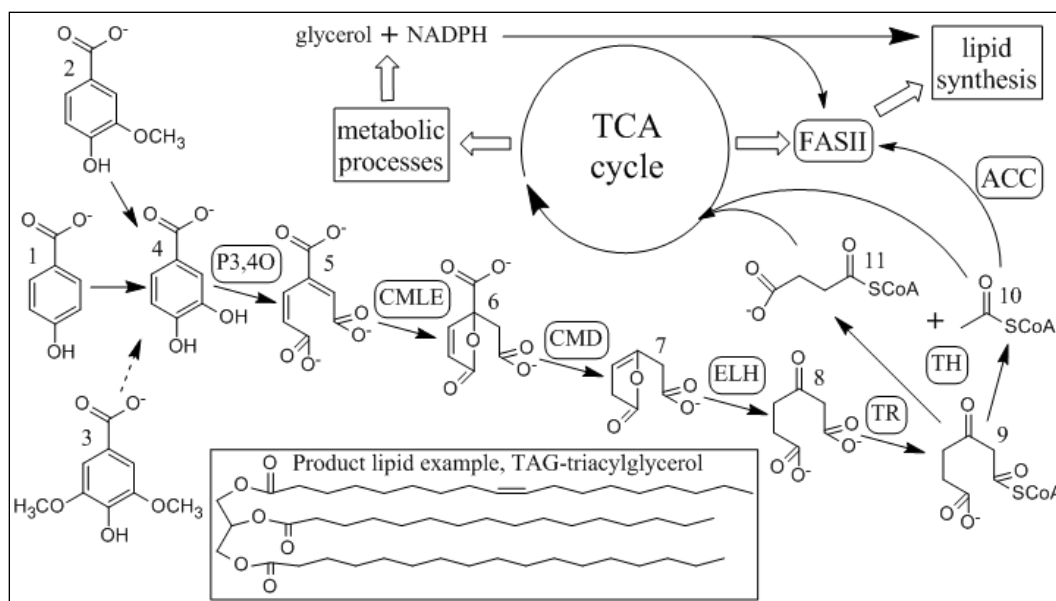 2
O
O-
OCH3
OH
glycerol + NADPH
lipid
synthesis
metabolic
processes
TCA
cycle
FASII
ACC
1
O
O-
OH
4
O
O-
OH
OH
P3,4O
5
O
O-
O
O-
O
O-
CMLE
6
O
O-
O
O
O
O-
CMD
7
O
O
O
O-
ELH
8
O
O
O-
O
O-
TR
11
O
O
O-
SCoA
+
10
O
SCoA
TH
9
O
O
SCoA
O
O-
3
O
O-
H3CO
OCH3
OH
Product lipid example, TAG-triacylglycerol
O
O
O
O
O
O